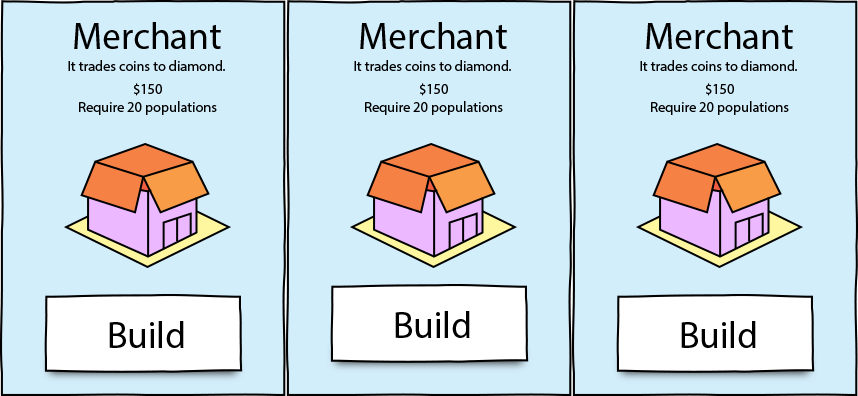 Merchant
It trades coins to diamond.
$150
Require 20 populations
Build
Merchant
It trades coins to diamond.
$150
Require 20 populations
Build
Merchant
It trades coins to diamond.
$150
Require 20 populations
Build